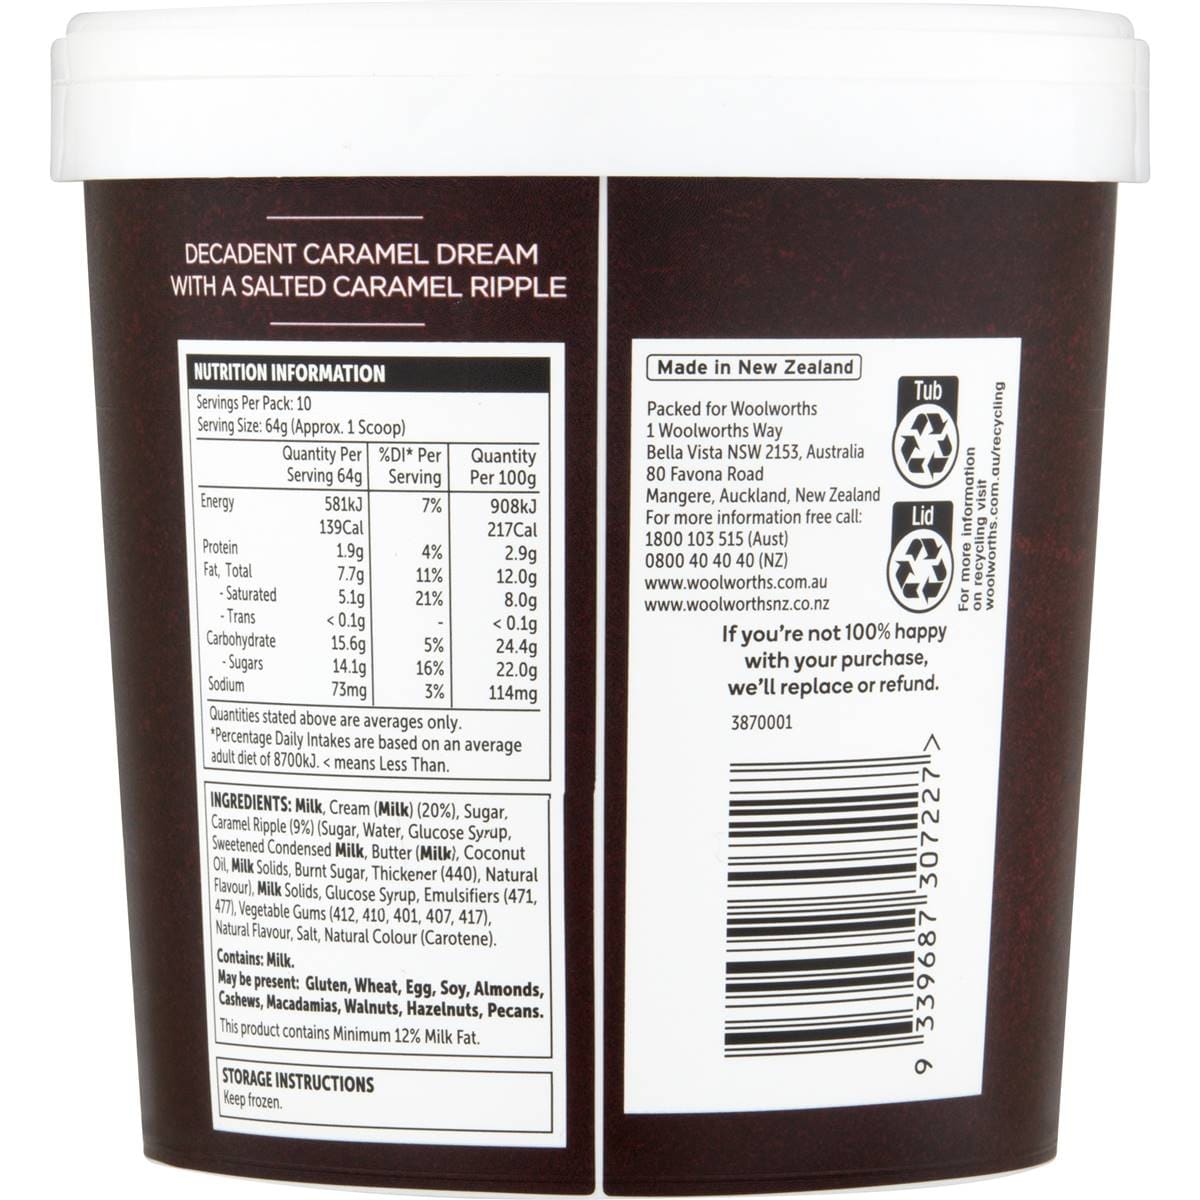 DECADENT CARAMEL DREAM
WITH A SALTED CARAMEL RIPPLE
NUTRITION INFORMATION
Servings Per Pack: 10
Serving Size: 64g (Approx. 1 Scoop)
Quantity Per Serving 64g %DI* Per Serving Quantity Per 100g
Energy 581kJ 7% 908kJ
139Cal 217Cal
Protein 1.9g 4% 2.9g
Fat, Total 7.7g 11% 12.0g
- Saturated 5.1g 21% 8.0g
- Trans < 0.1g - < 0.1g
Carbohydrate 15.6g 5% 24.4g
- Sugars 14.1g 16% 22.0g
Sodium 73mg 3% 114mg
Quantities stated above are averages only.
*Percentage Daily Intakes are based on an average
adult diet of 8700kJ. < means Less Than.
INGREDIENTS: Milk, Cream (Milk) (20%), Sugar,
Caramel Ripple (9%) (Sugar, Water, Glucose Syrup,
Sweetened Condensed Milk, Butter (Milk), Coconut
Oil, Milk Solids, Burnt Sugar, Thickener (440), Natural
Flavour), Milk Solids, Glucose Syrup, Emulsifiers (471,
477), Vegetable Gums (412, 410, 401, 407, 417),
Natural Flavour, Salt, Natural Colour (Carotene).
Contains: Milk.
May be present: Gluten, Wheat, Egg, Soy, Almonds,
Cashews, Macadamias, Walnuts, Hazelnuts, Pecans.
This product contains Minimum 12% Milk Fat.
STORAGE INSTRUCTIONS
Keep frozen.
Made in New Zealand
Packed for Woolworths
1 Woolworths Way
Bella Vista NSW 2153, Australia
80 Favona Road
Mangere, Auckland, New Zealand
For more information free call:
1800 103 515 (Aust)
0800 40 40 40 (NZ)
www.woolworths.com.au
www.woolworthsnz.co.nz
Tub
Lid
For more information
on recycling visit
woolworths.com.au/recycling
If you're not 100% happy
with your purchase,
we'll replace or refund.
3870001
9 339687 307227 >